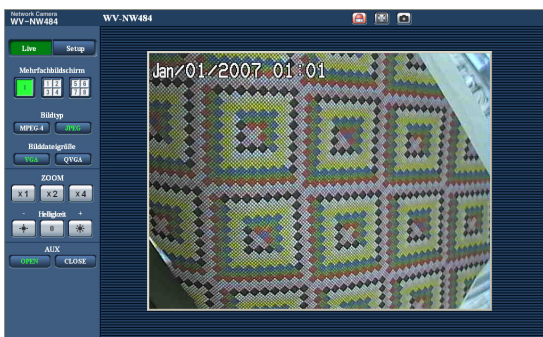 Network Camera
WV-NW484
WV-NW484
Live Setup
Mehrfachbildschirm
1 1 2 3 4 5 6 7 8
Bildtyp
MPEG-4 JPEG
Bilddateigröße
VGA QVGA
ZOOM
x1 x2 x4
- Helligkeit +
0
AUX
OPEN CLOSE
Jan/01/2007 01:01